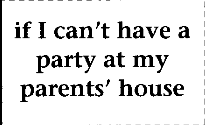 if I can't have a
party at my
parents' house